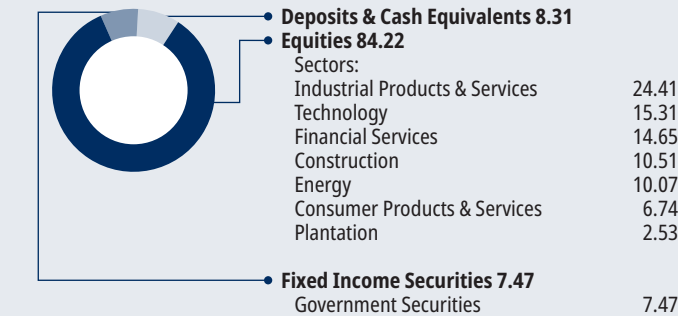 Deposits & Cash Equivalents 8.31
Equities 84.22
Sectors:
Industrial Products & Services 24.41
Technology 15.31
Financial Services 14.65
Construction 10.51
Energy 10.07
Consumer Products & Services 6.74
Plantation 2.53
Fixed Income Securities 7.47
Government Securities 7.47